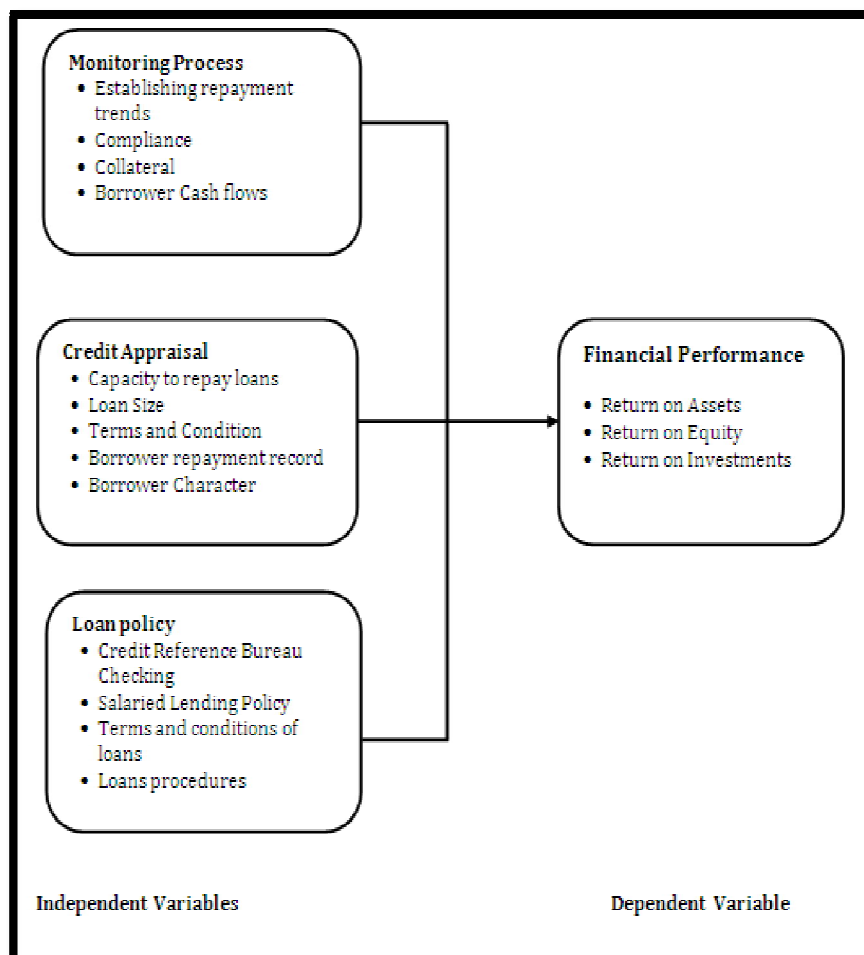 Monitoring Process
• Establishing repayment
trends
• Compliance
• Collateral
• Borrower Cash flows
Credit Appraisal
• Capacity to repay loans
• Loan Size
• Terms and Condition
• Borrower repayment record
• Borrower Character
Financial Performance
• Return on Assets
• Return on Equity
• Return on Investments
Loan policy
• Credit Reference Bureau
Checking
• Salaried Lending Policy
• Terms and conditions of
loans
• Loans procedures
Independent Variables
Dependent Variable